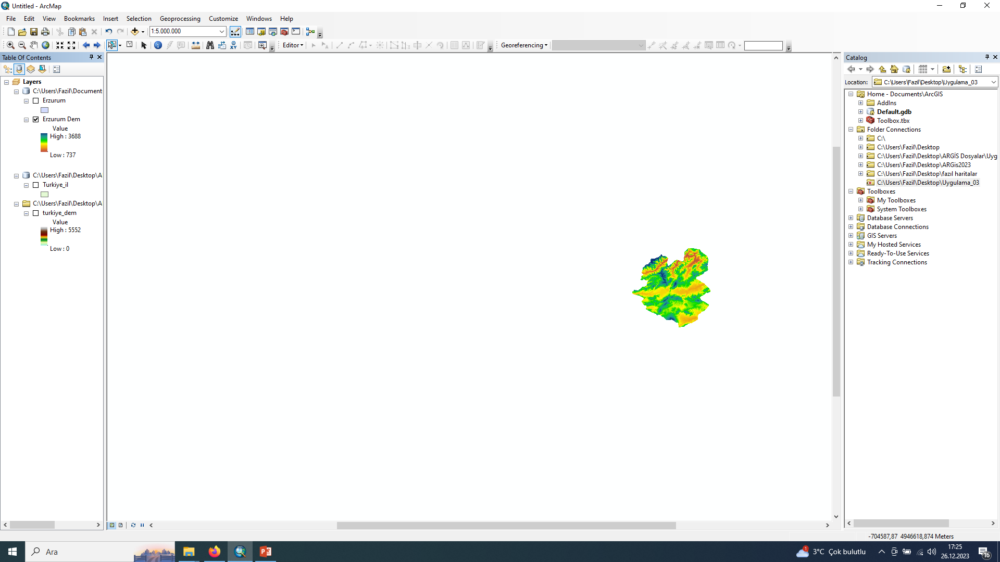 Untitled - ArcMap
File Edit View Bookmarks Insert Selection Geoprocessing Customize Windows Help
1:5.000.000
Editor
Georeferencing
Table Of Contents
Layers
C:\Users\Fazil\Document
Erzurum
Erzurum Dem
Value
High : 3688
Low : 737
C:\Users\Fazil\Desktop\A
Turkiye_il
C:\Users\Fazil\Desktop\A
turkiye_dem
Value
High : 5552
Low : 0
Catalog
Location: C:\Users\Fazil\Desktop\Uygulama_03
Home - Documents\ArcGIS
AddIns
Default.gdb
Toolbox.tbx
Folder Connections
C:\
C:\Users\Fazil\Desktop
C:\Users\Fazil\Desktop\ARGİS Dosyalar\Uyg
C:\Users\Fazil\Desktop\ARGis2023
C:\Users\Fazil\Desktop\fazıl haritalar
C:\Users\Fazil\Desktop\Uygulama_03
Toolboxes
My Toolboxes
System Toolboxes
Database Servers
Database Connections
GIS Servers
My Hosted Services
Ready-To-Use Services
Tracking Connections
-704587,87 4946618,874 Meters
Ara
1
3°C Çok bulutlu
17:25
26.12.2023
16